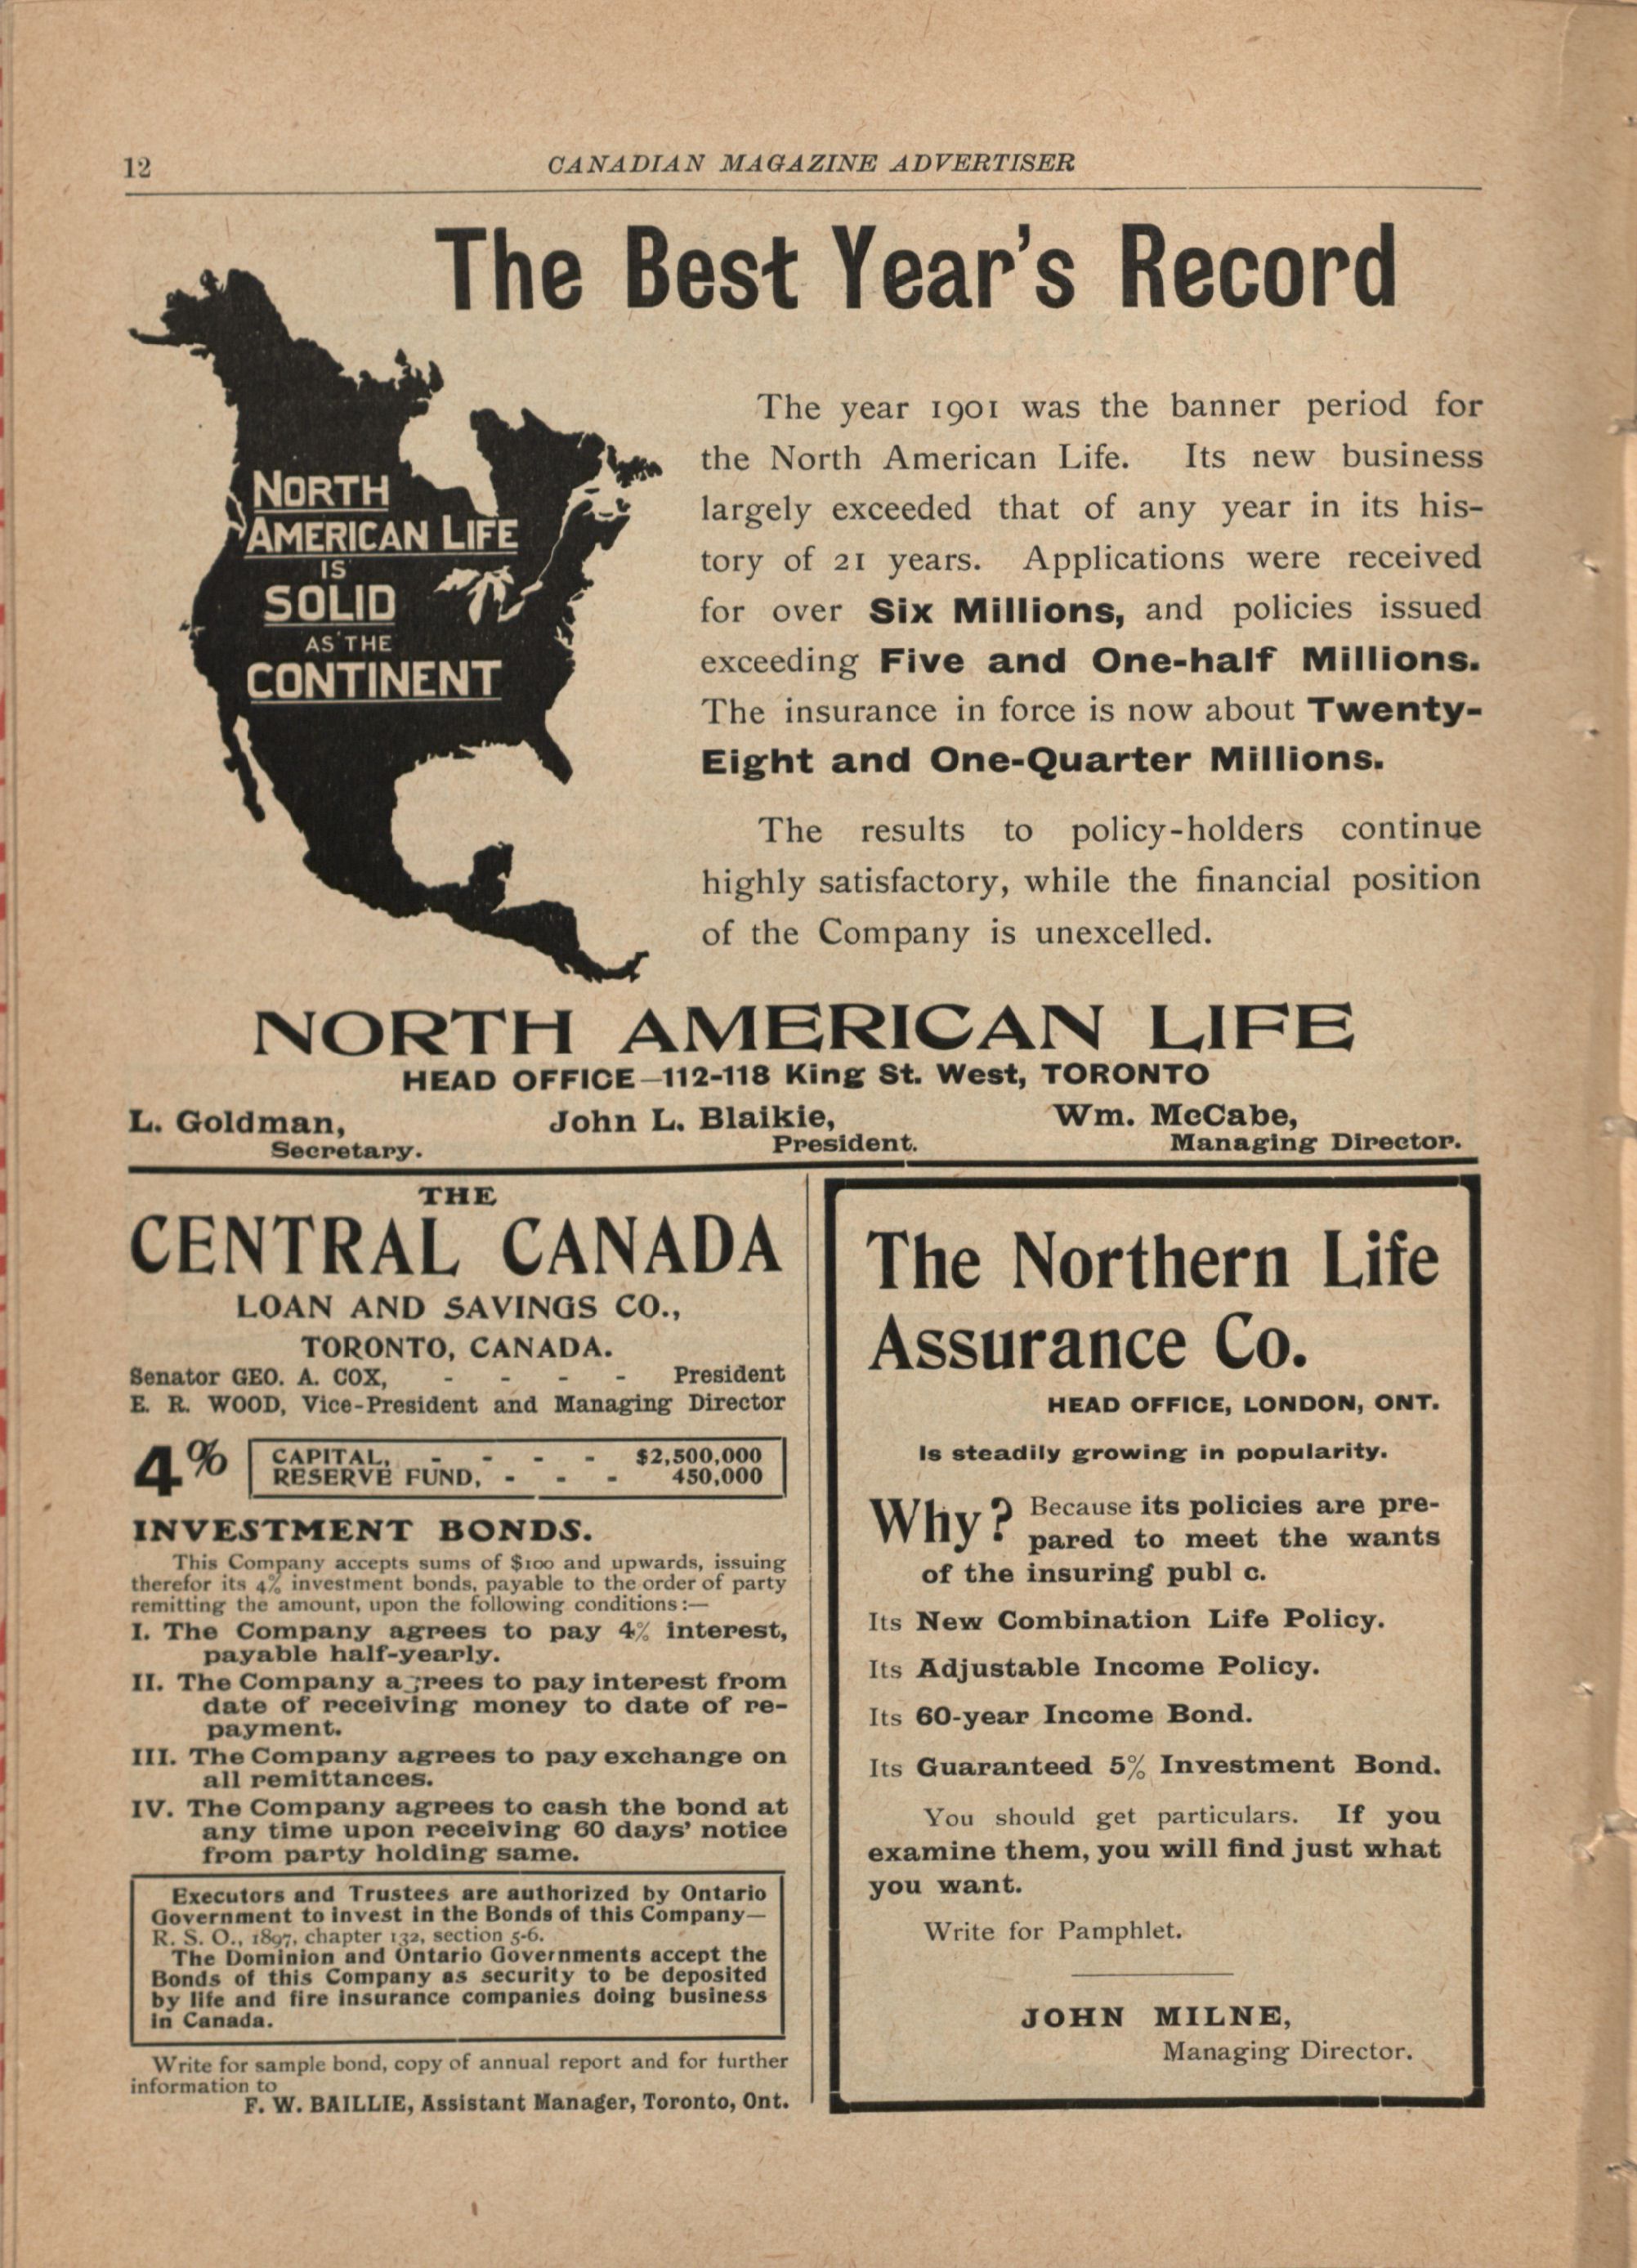 12
CANADIAN MAGAZINE ADVERTISER
The Best Year's Record
NORTH
AMERICAN LIFE
IS
SOLID
AS THE
CONTINENT
The year 1901 was the banner period for
the North American Life. Its new business
largely exceeded that of any year in its his-
tory of 21 years. Applications were received
for over Six Millions, and policies issued
exceeding Five and One-half Millions.
The insurance in force is now about Twenty-
Eight and One-Quarter Millions.
The results to policy-holders continue
highly satisfactory, while the financial position
of the Company is unexcelled.
NORTH AMERICAN LIFE
HEAD OFFICE—112-118 King St. West, TORONTO
L. Goldman,
Secretary.
John L. Blaikie,
President.
Wm. McCabe,
Managing Director.
THE
CENTRAL CANADA
LOAN AND SAVINGS CO.,
TORONTO, CANADA.
Senator GEO. A. COX, - - - - President
E. R. WOOD, Vice-President and Managing Director
4%
CAPITAL, - - - - $2,500,000
RESERVE FUND, - - - 450,000
INVESTMENT BONDS.
This Company accepts sums of $100 and upwards, issuing
therefor its 4% investment bonds, payable to the order of party
remitting the amount, upon the following conditions:—
I. The Company agrees to pay 4% interest,
payable half-yearly.
II. The Company agrees to pay interest from
date of receiving money to date of re-
payment.
III. The Company agrees to pay exchange on
all remittances.
IV. The Company agrees to cash the bond at
any time upon receiving 60 days' notice
from party holding same.
Executors and Trustees are authorized by Ontario
Government to invest in the Bonds of this Company—
R. S. O., 1897, chapter 132, section 5-6.
The Dominion and Ontario Governments accept the
Bonds of this Company as security to be deposited
by life and fire insurance companies doing business
in Canada.
Write for sample bond, copy of annual report and for further
information to
F. W. BAILLIE, Assistant Manager, Toronto, Ont.
The Northern Life
Assurance Co.
HEAD OFFICE, LONDON, ONT.
Is steadily growing in popularity.
Why? Because its policies are pre-
pared to meet the wants
of the insuring publ c.
Its New Combination Life Policy.
Its Adjustable Income Policy.
Its 60-year Income Bond.
Its Guaranteed 5% Investment Bond.
You should get particulars. If you
examine them, you will find just what
you want.
Write for Pamphlet.
JOHN MILNE,
Managing Director.